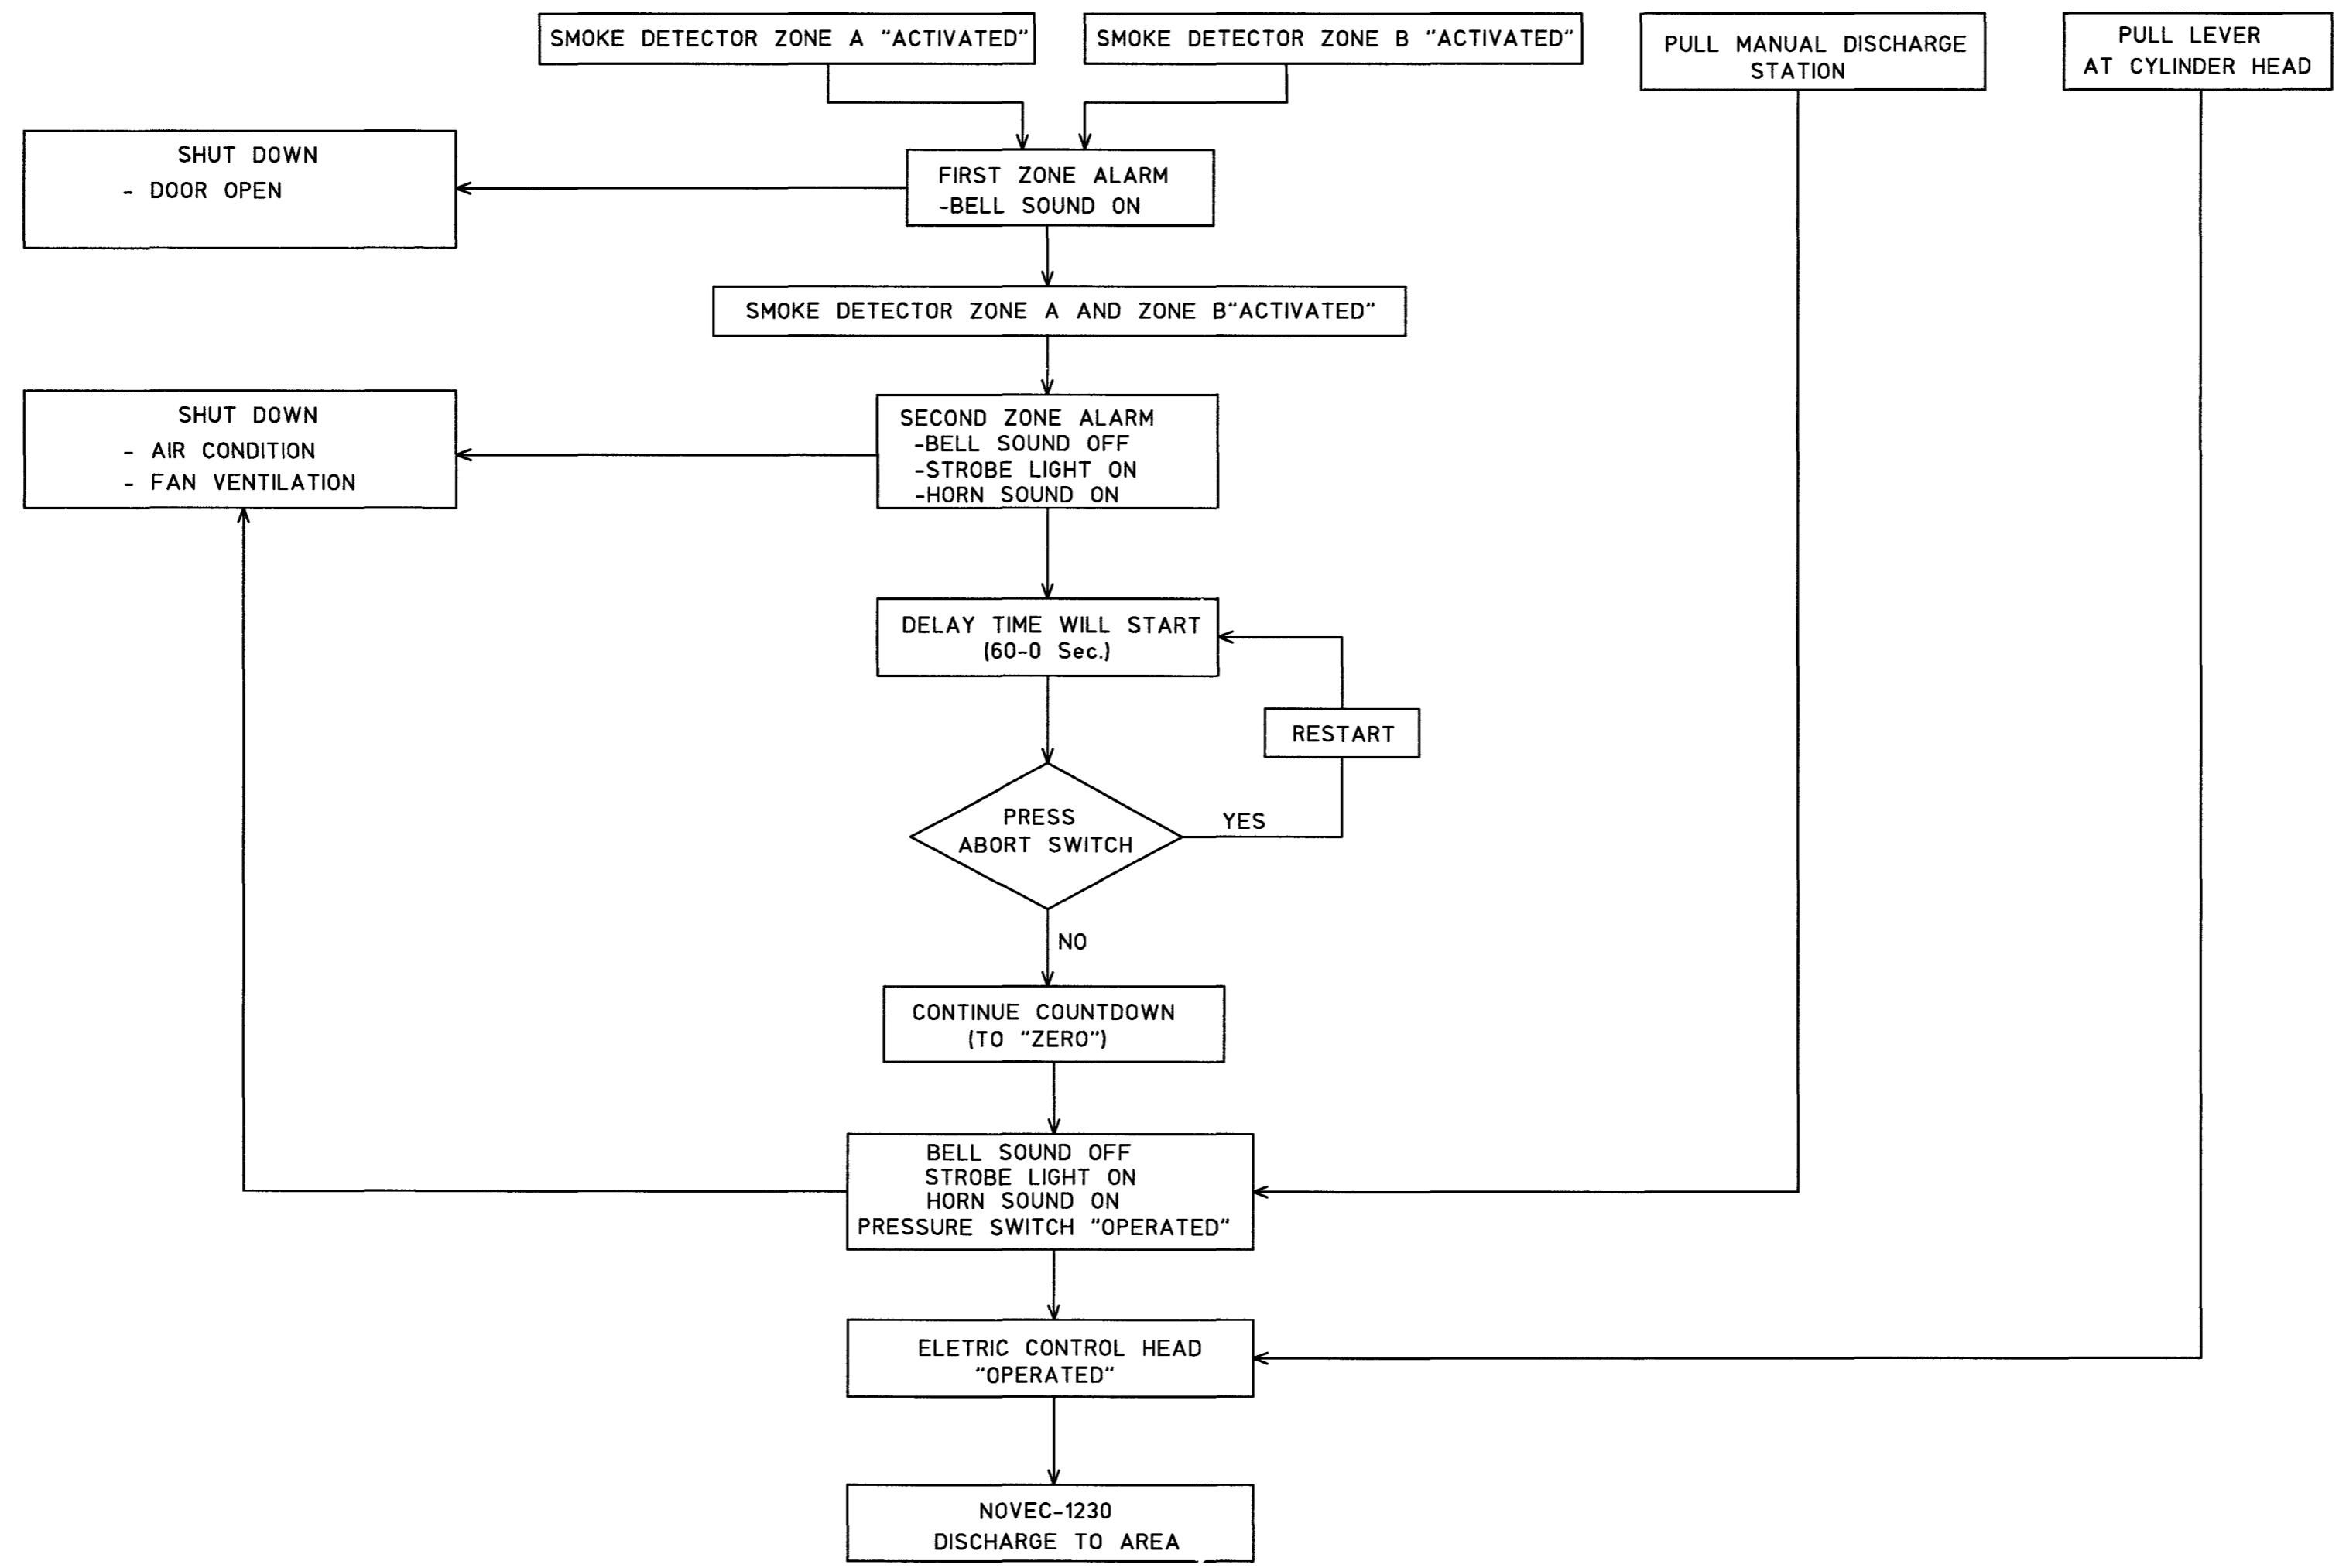 SMOKE DETECTOR ZONE A "ACTIVATED"
SMOKE DETECTOR ZONE B "ACTIVATED"
PULL MANUAL DISCHARGE
STATION
PULL LEVER
AT CYLINDER HEAD
SHUT DOWN
- DOOR OPEN
FIRST ZONE ALARM
-BELL SOUND ON
SMOKE DETECTOR ZONE A AND ZONE B"ACTIVATED"
SHUT DOWN
- AIR CONDITION
- FAN VENTILATION
SECOND ZONE ALARM
-BELL SOUND OFF
-STROBE LIGHT ON
-HORN SOUND ON
DELAY TIME WILL START
(60-0 Sec.)
RESTART
PRESS
ABORT SWITCH
YES
NO
CONTINUE COUNTDOWN
(TO "ZERO")
BELL SOUND OFF
STROBE LIGHT ON
HORN SOUND ON
PRESSURE SWITCH "OPERATED"
ELETRIC CONTROL HEAD
"OPERATED"
NOVEC-1230
DISCHARGE TO AREA